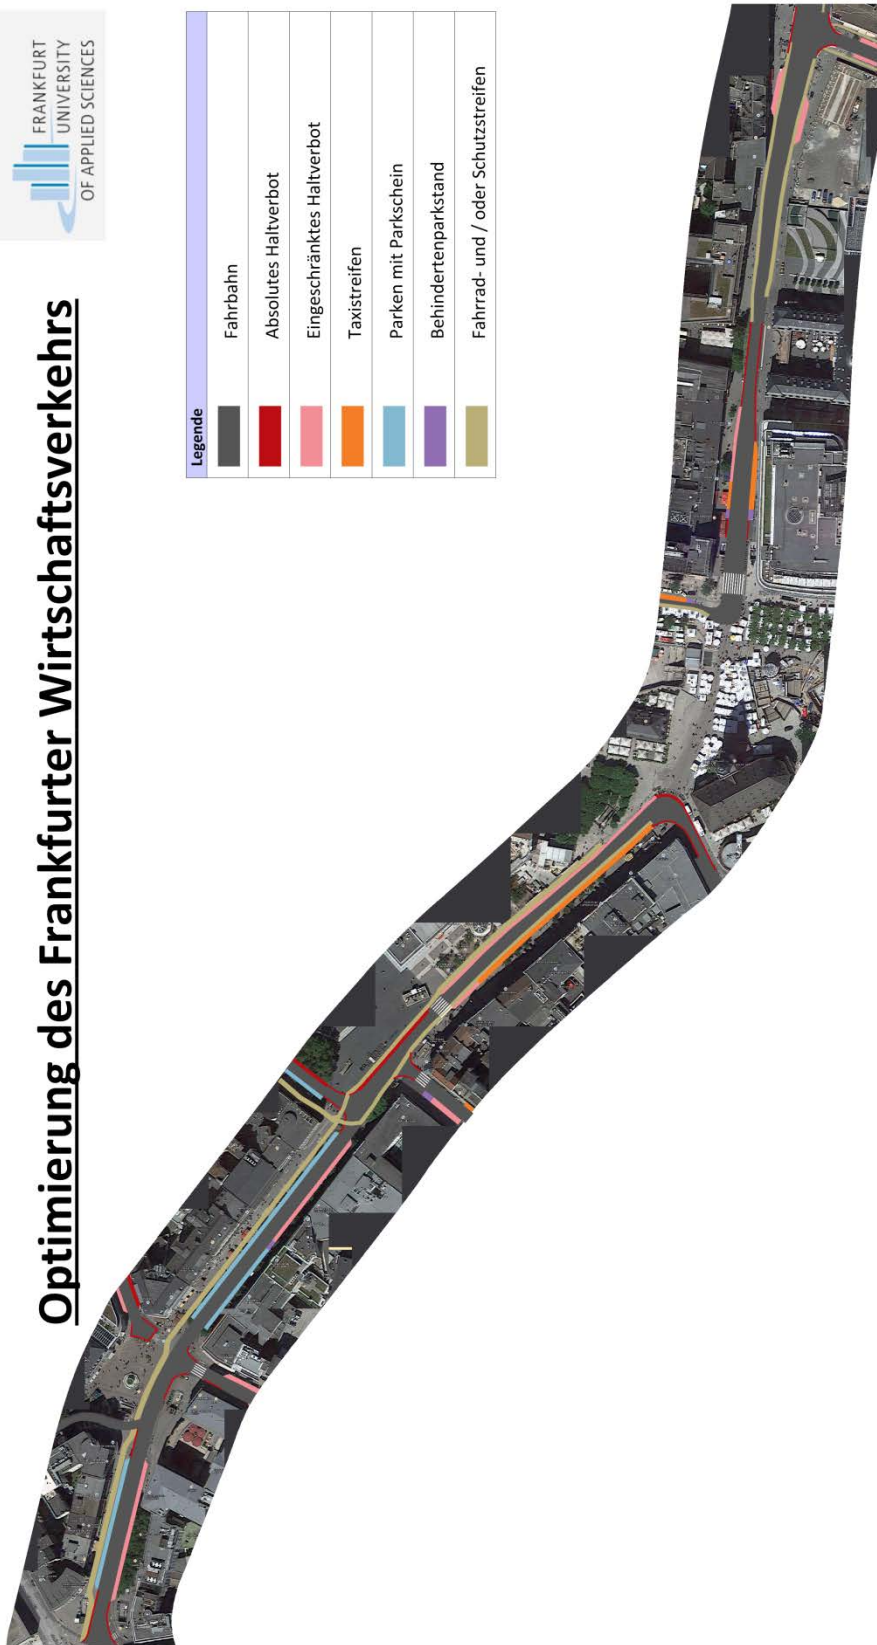 FRANKFURT
UNIVERSITY
OF APPLIED SCIENCES
Optimierung des Frankfurter Wirtschaftsverkehrs
Legende
Fahrbahn
Absolutes Haltverbot
Eingeschränktes Haltverbot
Taxistreifen
Parken mit Parkschein
Behindertenparkstand
Fahrrad- und / oder Schutzstreifen